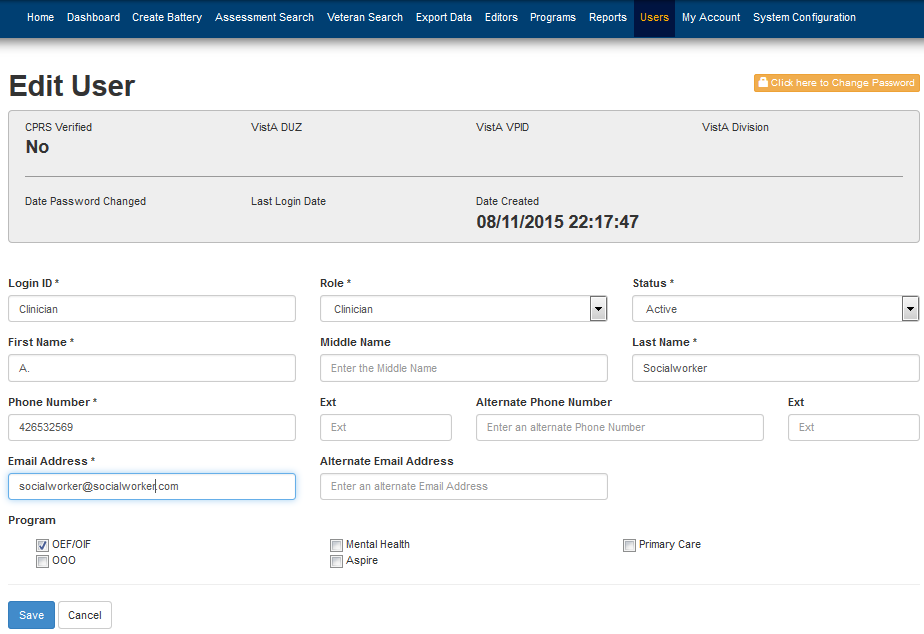 Home Dashboard Create Battery Assessment Search Veteran Search Export Data Editors Programs Reports Users My Account System Configuration
Edit User
Click here to Change Password
CPRS Verified VistA DUZ VistA VPID VistA Division
No
Date Password Changed Last Login Date Date Created
08/11/2015 22:17:47
Login ID * Role * Status *
Clinician Clinician Active
First Name * Middle Name Last Name *
A. Enter the Middle Name Socialworker
Phone Number * Ext Alternate Phone Number Ext
426532569 Ext Enter an alternate Phone Number Ext
Email Address * Alternate Email Address
socialworker@socialworker.com Enter an alternate Email Address
Program
OEF/OIF Mental Health Primary Care
OOO Aspire
Save Cancel